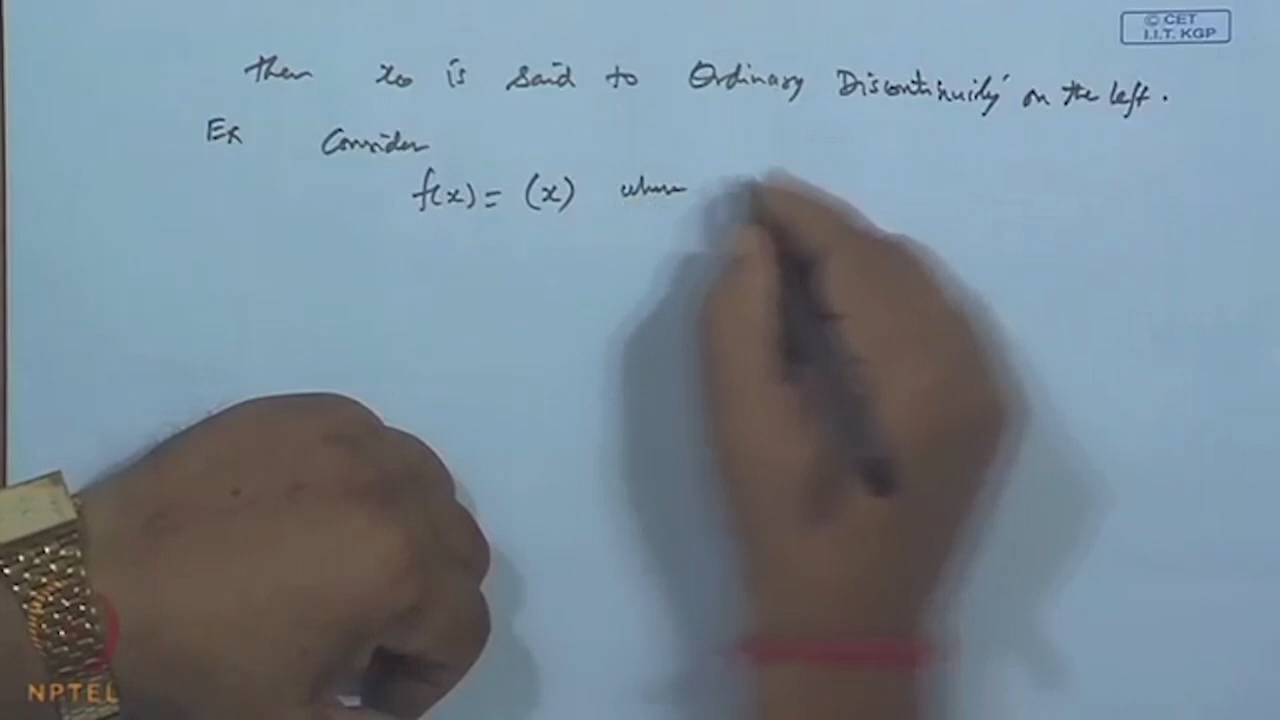 © CET
I.I.T. KGP
then x₀ is said to Ordinary Discontinuity on the left.
Ex Consider
f(x) = (x) where
NPTEL